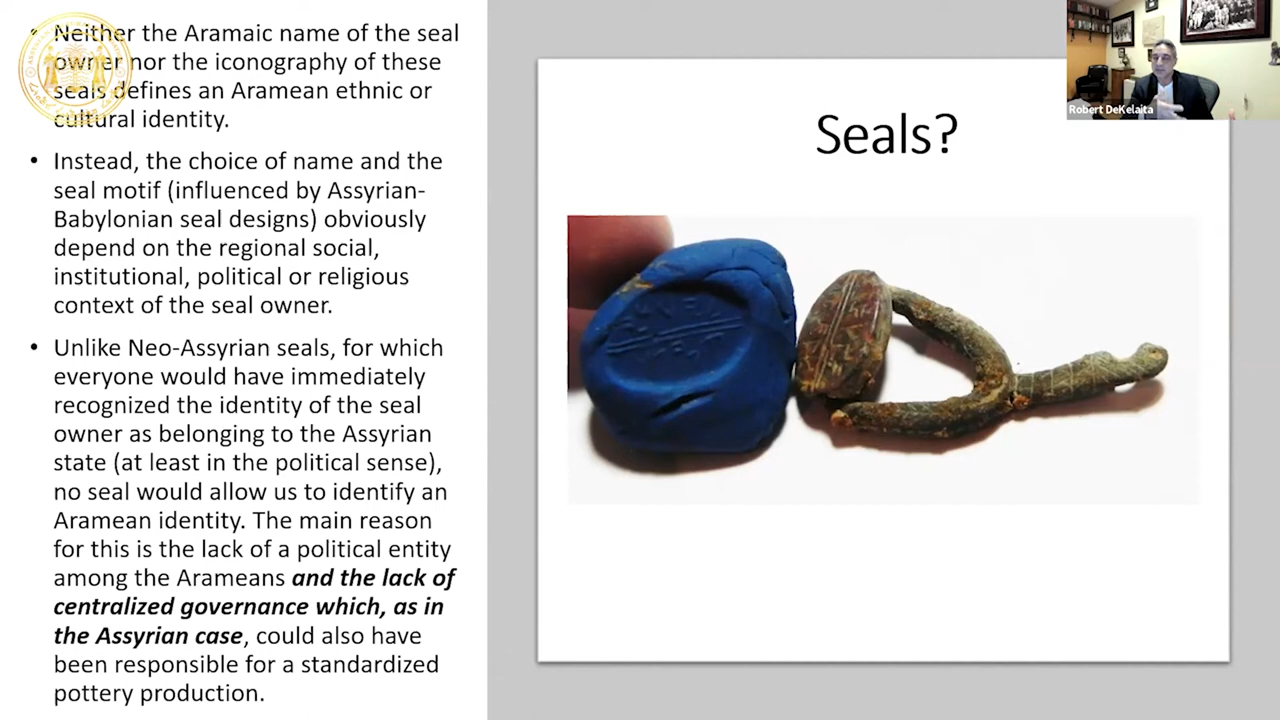 • Neither the Aramaic name of the seal
owner nor the iconography of these
seals defines an Aramean ethnic or
cultural identity.
• Instead, the choice of name and the
seal motif (influenced by Assyrian-
Babylonian seal designs) obviously
depend on the regional social,
institutional, political or religious
context of the seal owner.
• Unlike Neo-Assyrian seals, for which
everyone would have immediately
recognized the identity of the seal
owner as belonging to the Assyrian
state (at least in the political sense),
no seal would allow us to identify an
Aramean identity. The main reason
for this is the lack of a political entity
among the Arameans and the lack of
centralized governance which, as in
the Assyrian case, could also have
been responsible for a standardized
pottery production.
Seals?
Robert DeKelaita